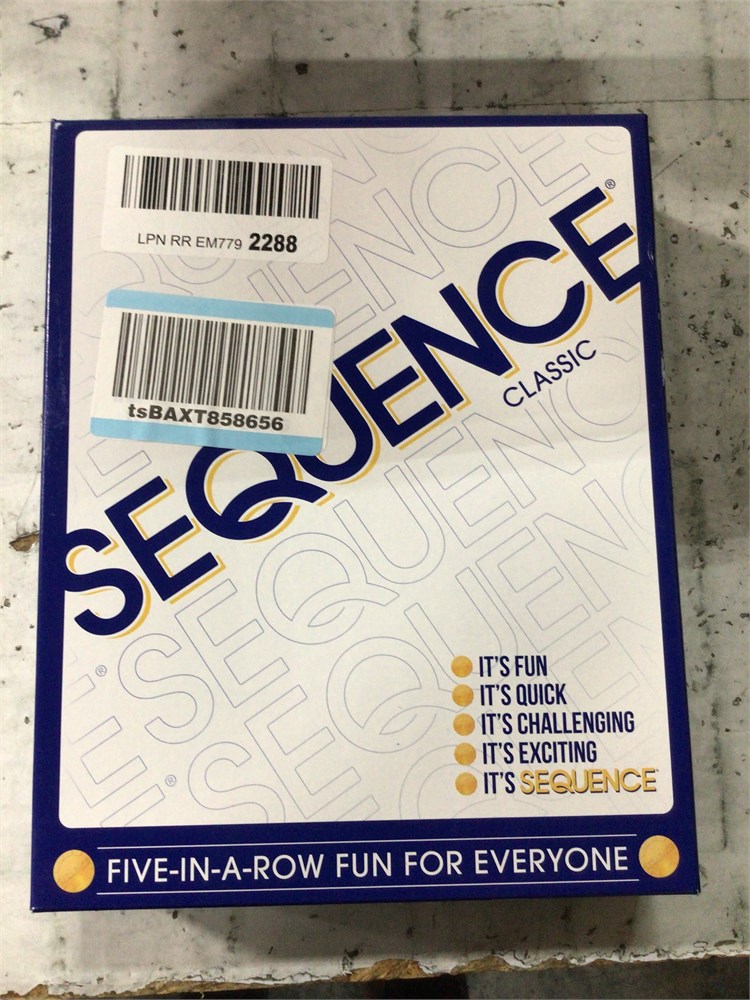 LPN RR EM779 2288
tsBAXT858656
SEQUENCE®
CLASSIC
IT'S FUN
IT'S QUICK
IT'S CHALLENGING
IT'S EXCITING
IT'S SEQUENCE™
FIVE-IN-A-ROW FUN FOR EVERYONE